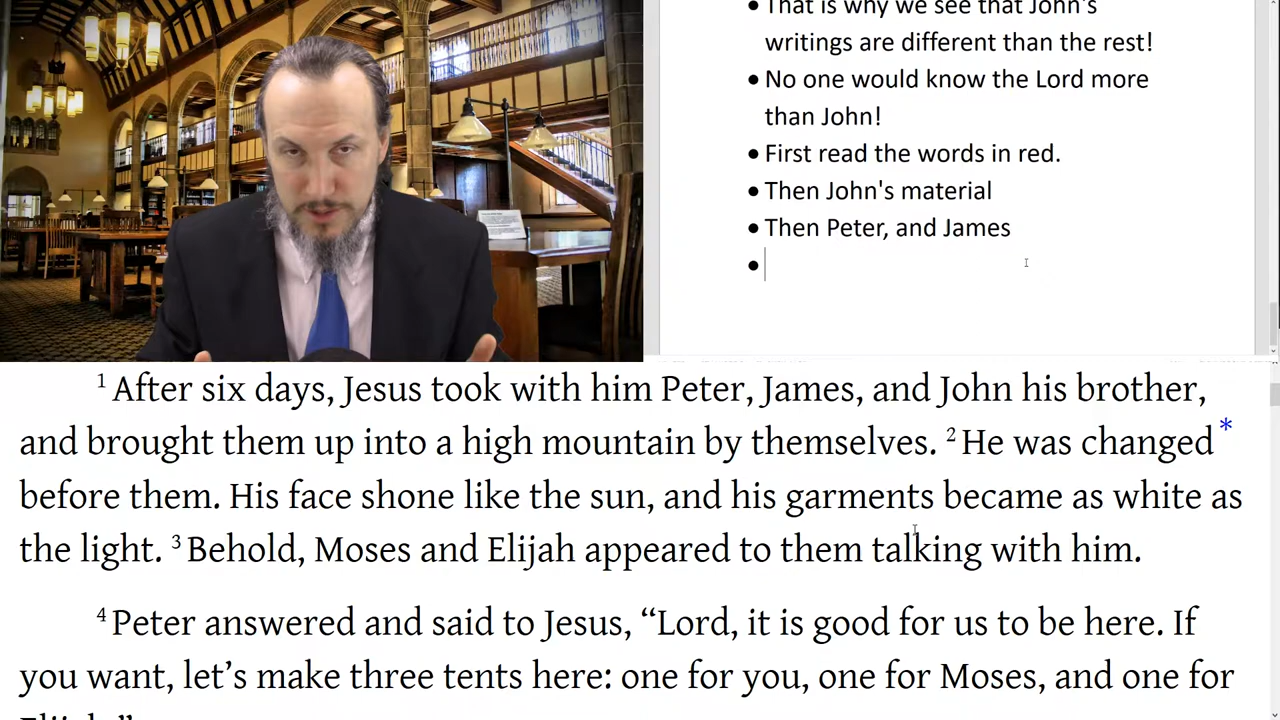 • That is why we see that John's
writings are different than the rest!
• No one would know the Lord more
than John!
• First read the words in red.
• Then John's material
• Then Peter, and James
•
1 After six days, Jesus took with him Peter, James, and John his brother,
and brought them up into a high mountain by themselves. 2 He was changed*
before them. His face shone like the sun, and his garments became as white as
the light. 3 Behold, Moses and Elijah appeared to them talking with him.
4 Peter answered and said to Jesus, “Lord, it is good for us to be here. If
you want, let’s make three tents here: one for you, one for Moses, and one for
Elijah.”